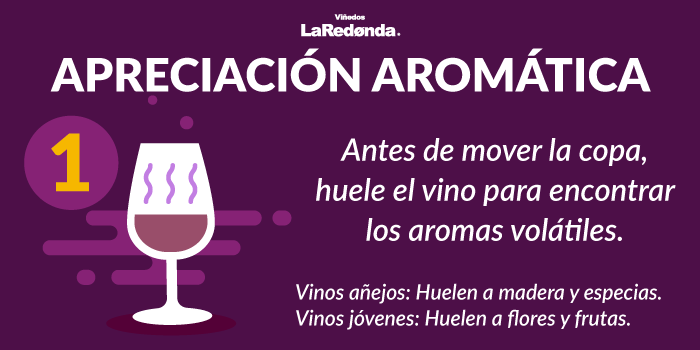 Viñedos
LaRedonda.
APRECIACIÓN AROMÁTICA
1
Antes de mover la copa,
huele el vino para encontrar
los aromas volátiles.
Vinos añejos: Huelen a madera y especias.
Vinos jóvenes: Huelen a flores y frutas.